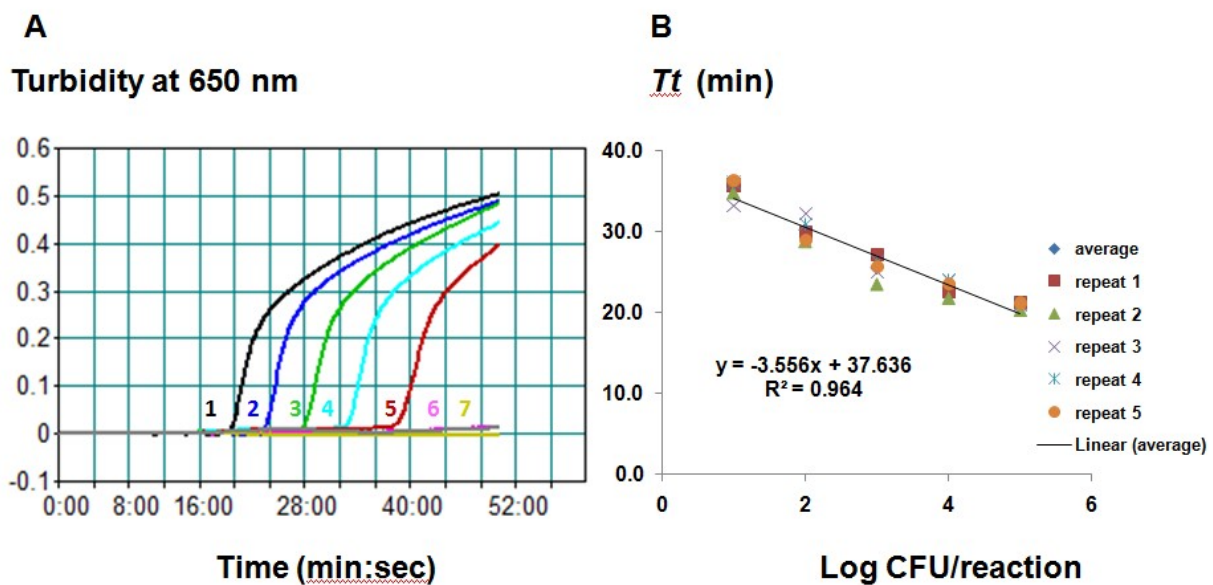 A
Turbidity at 650 nm
0.6
0.5
0.4
0.3
0.2
0.1
0
-0.1
1 2 3 4 5 6 7
0:00 8:00 16:00 28:00 40:00 52:00
Time (min:sec)
B
Tt (min)
40.0
30.0
20.0
10.0
0.0
y = -3.556x + 37.636
R² = 0.964
0 2 4 6
Log CFU/reaction
average
repeat 1
repeat 2
repeat 3
repeat 4
repeat 5
Linear (average)